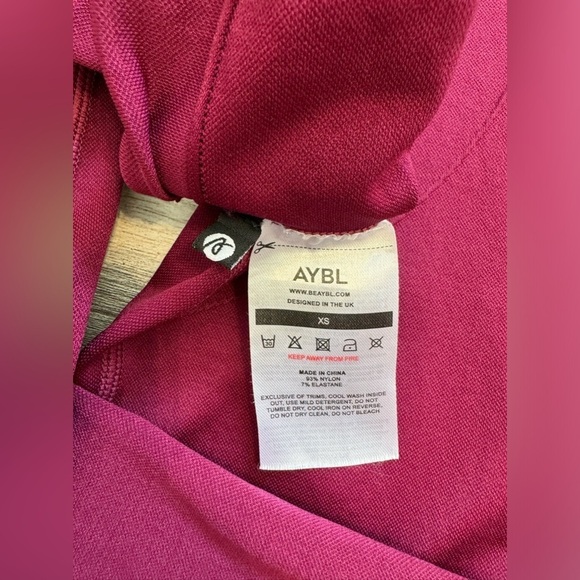 AYBL
WWW.BEAYBL.COM
DESIGNED IN THE UK
XS
30
KEEP AWAY FROM FIRE
MADE IN CHINA
93% NYLON
7% ELASTANE
EXCLUSIVE OF TRIMS, COOL WASH INSIDE
OUT, USE MILD DETERGENT, DO NOT
TUMBLE DRY, COOL IRON ON REVERSE,
DO NOT DRY CLEAN, DO NOT BLEACH